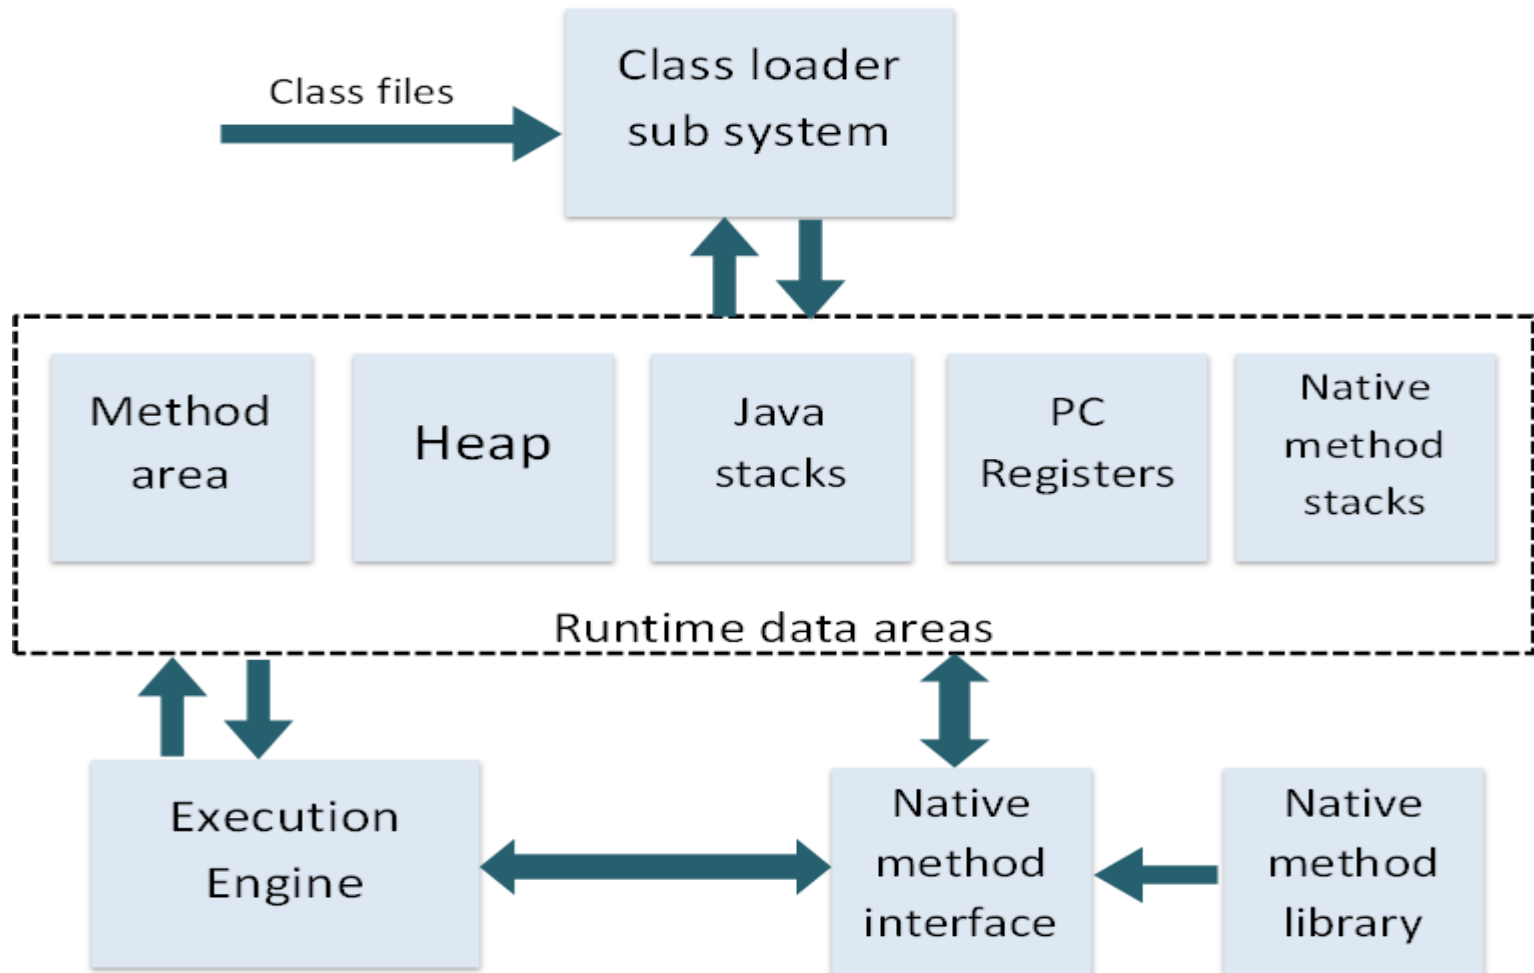 Class loader
sub system
Class files
Method
area
Heap
Java
stacks
PC
Registers
Native
method
stacks
Runtime data areas
Execution
Engine
Native
method
interface
Native
method
library